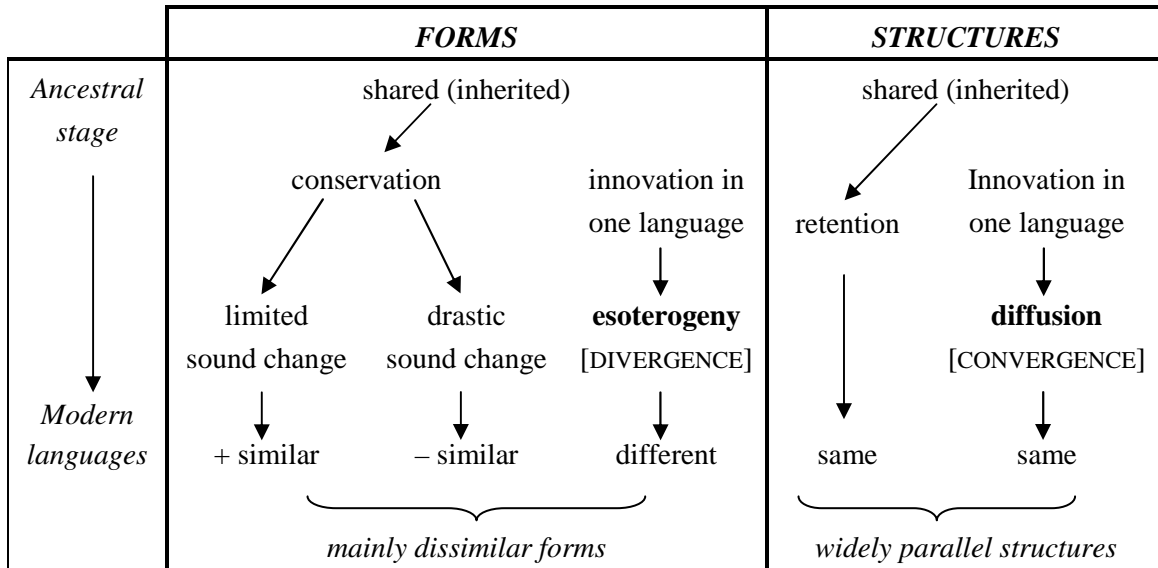 FORMS STRUCTURES
Ancestral stage
shared (inherited) shared (inherited)
conservation
innovation in one language
retention
Innovation in one language
limited sound change
drastic sound change
esoterogeny
[DIVERGENCE]
diffusion
[CONVERGENCE]
Modern languages
+ similar – similar different same same
mainly dissimilar forms widely parallel structures